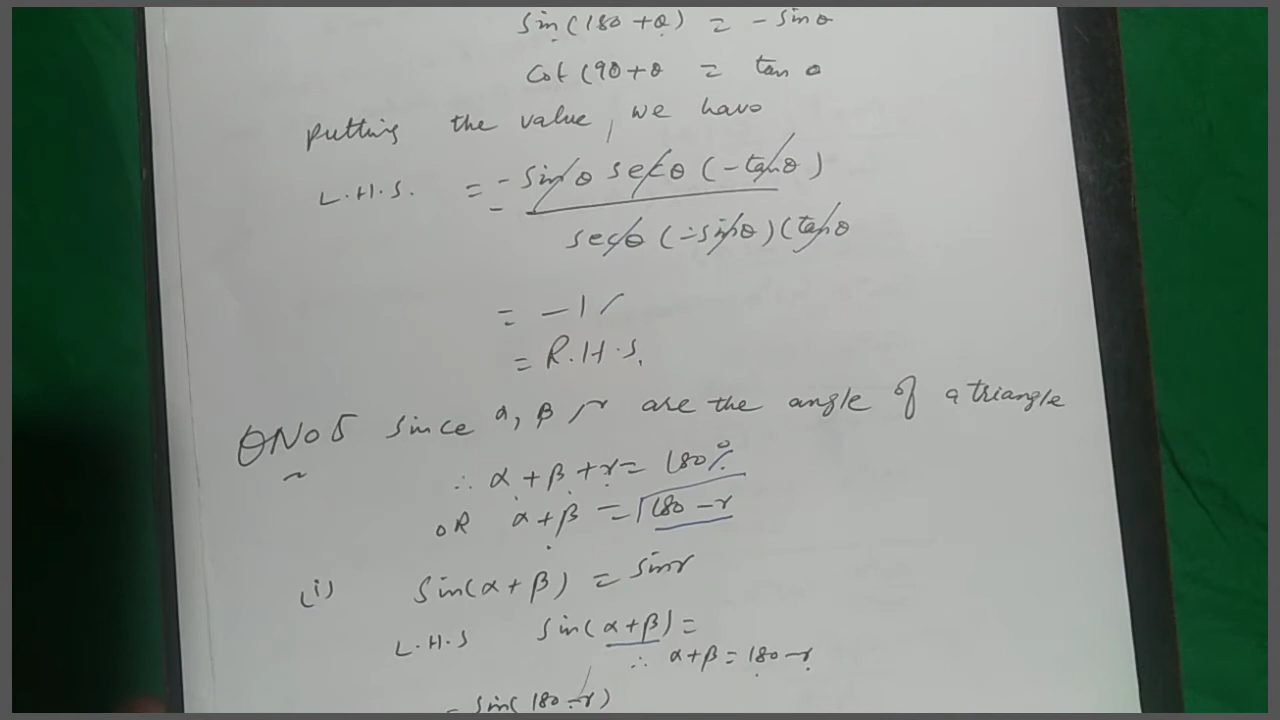 sin(180+θ) = -sinθ
cot(90+θ = tanθ
putting the value, we have
L.H.S. = -sinθ secθ (-tanθ)
secθ (-sinθ)(tanθ
= -1
= R.H.S.
QNo5 since α, β, r are the angle of a triangle
∴ α+β+r = 180°
OR α+β = 180-r
(i) sin(α+β) = sinr
L.H.S sin(α+β) =
∴ α+β = 180-r
= sin(180-r)